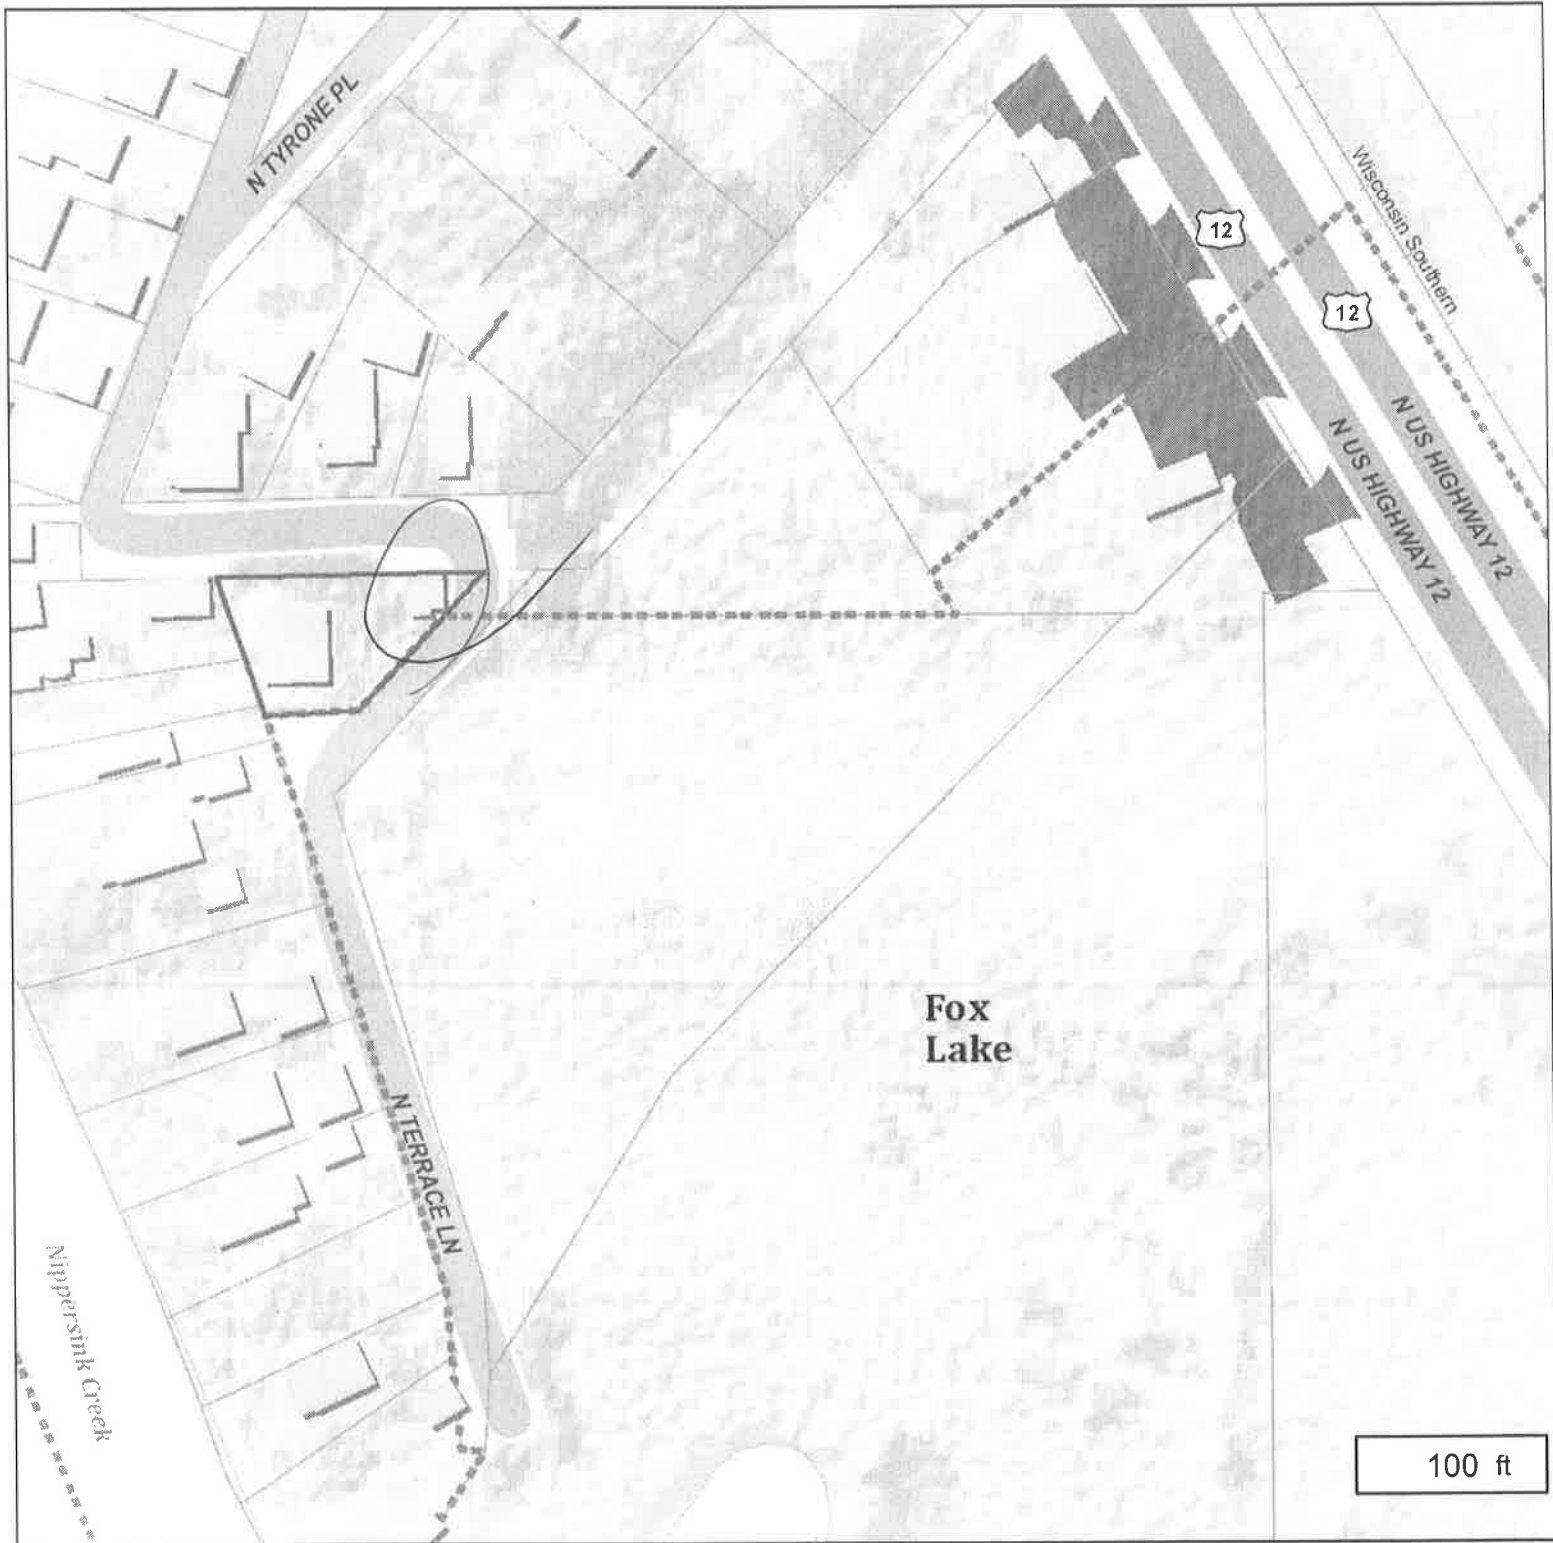 N TYRONE PL
Wisconsin Southern
12
12
N US HIGHWAY 12
N US HIGHWAY 12
Fox
Lake
N TERRACE LN
Nippersink Creek
100 ft